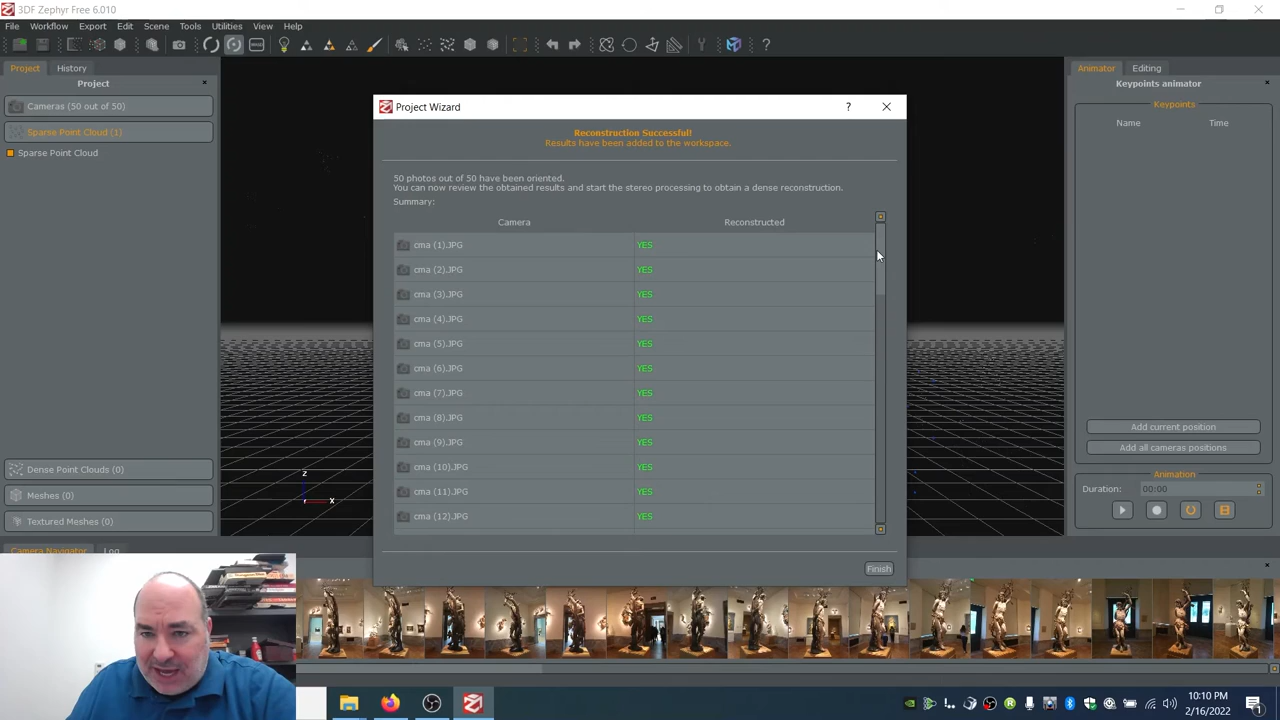 3DF Zephyr Free 6.010
File Workflow Export Edit Scene Tools Utilities View Help
Project History
Project
Cameras (50 out of 50)
Sparse Point Cloud (1)
Sparse Point Cloud
Dense Point Clouds (0)
Meshes (0)
Textured Meshes (0)
Camera Navigator Log
Z
X
Project Wizard
?
Reconstruction Successful!
Results have been added to the workspace.
50 photos out of 50 have been oriented.
You can now review the obtained results and start the stereo processing to obtain a dense reconstruction.
Summary:
Camera Reconstructed
cma (1).JPG YES
cma (2).JPG YES
cma (3).JPG YES
cma (4).JPG YES
cma (5).JPG YES
cma (6).JPG YES
cma (7).JPG YES
cma (8).JPG YES
cma (9).JPG YES
cma (10).JPG YES
cma (11).JPG YES
cma (12).JPG YES
Finish
Animator Editing
Keypoints animator
Keypoints
Name Time
Add current position
Add all cameras positions
Animation
Duration: 00:00
10:10 PM
2/16/2022